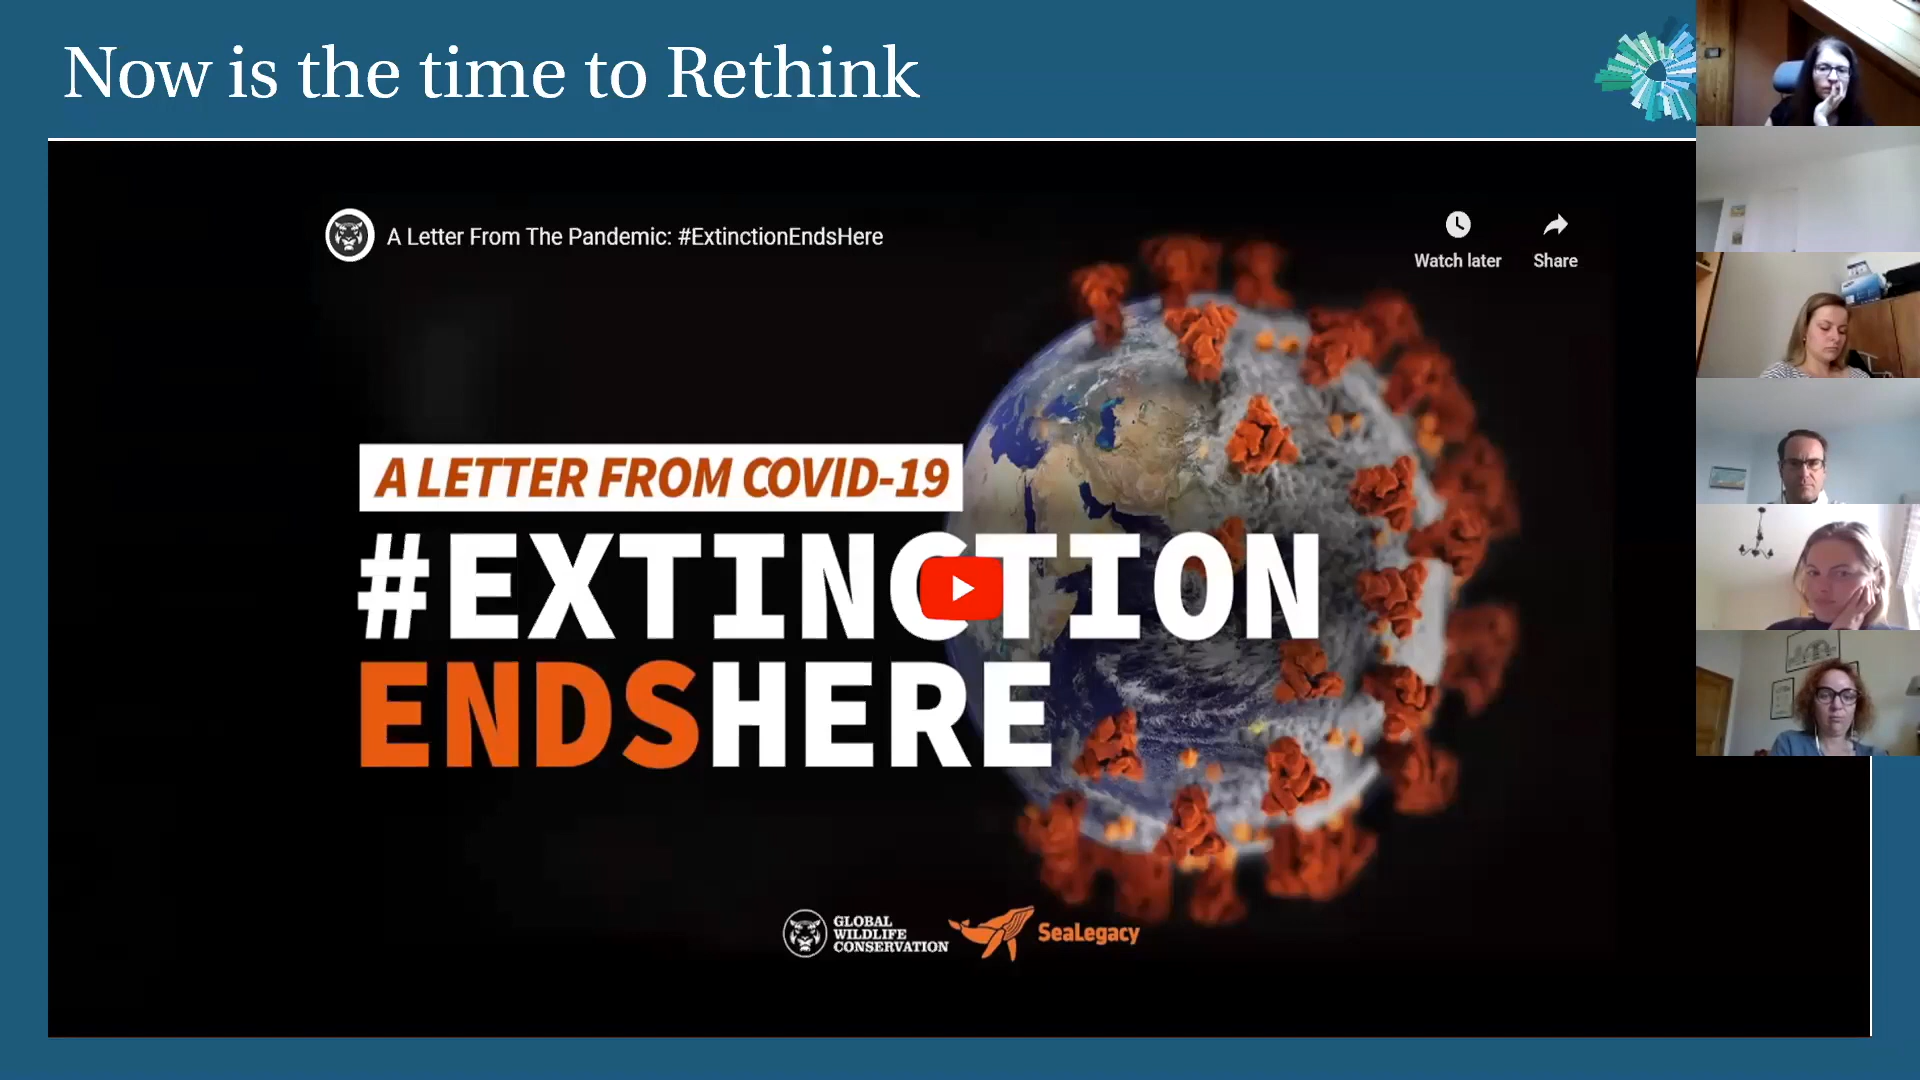 Now is the time to Rethink
A Letter From The Pandemic: #ExtinctionEndsHere
Watch later
Share
A LETTER FROM COVID-19
#EXTINCTION
ENDSHERE
GLOBAL
WILDLIFE
CONSERVATION
SeaLegacy